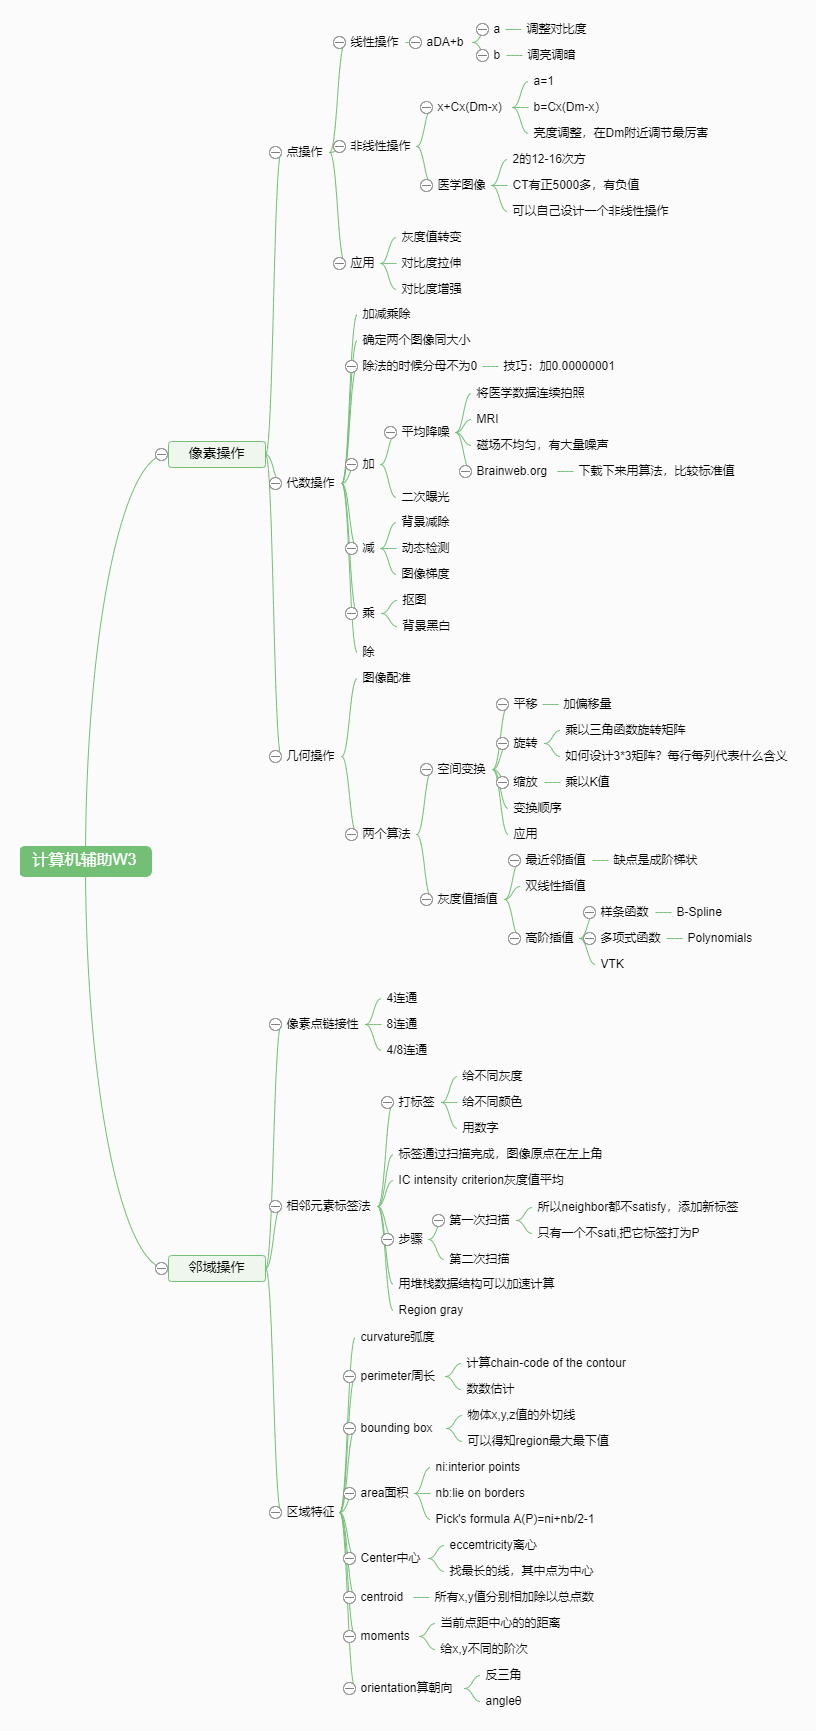 计算机辅助W3
像素操作
点操作
线性操作
aDA+b
a
调整对比度
b
调亮调暗
非线性操作
x+Cx(Dm-x)
a=1
b=Cx(Dm-x)
亮度调整，在Dm附近调节最厉害
医学图像
2的12-16次方
CT有正5000多，有负值
可以自己设计一个非线性操作
应用
灰度值转变
对比度拉伸
对比度增强
代数操作
加减乘除
确定两个图像同大小
除法的时候分母不为0
技巧：加0.00000001
加
平均降噪
将医学数据连续拍照
MRI
磁场不均匀，有大量噪声
Brainweb.org
下载下来用算法，比较标准值
二次曝光
减
背景减除
动态检测
图像梯度
乘
抠图
背景黑白
除
几何操作
图像配准
两个算法
空间变换
平移
加偏移量
旋转
乘以三角函数旋转矩阵
如何设计3*3矩阵？每行每列代表什么含义
缩放
乘以K值
变换顺序
应用
灰度值插值
最近邻插值
缺点是成阶梯状
双线性插值
高阶插值
样条函数
B-Spline
多项式函数
Polynomials
VTK
邻域操作
像素点链接性
4连通
8连通
4/8连通
相邻元素标签法
打标签
给不同灰度
给不同颜色
用数字
标签通过扫描完成，图像原点在左上角
IC intensity criterion灰度值平均
步骤
第一次扫描
所以neighbor都不satisfy，添加新标签
只有一个不sati,把它标签打为P
第二次扫描
用堆栈数据结构可以加速计算
Region gray
区域特征
curvature弧度
perimeter周长
计算chain-code of the contour
数数估计
bounding box
物体x,y,z值的外切线
可以得知region最大最下值
area面积
ni:interior points
nb:lie on borders
Pick's formula A(P)=ni+nb/2-1
Center中心
eccemtricity离心
找最长的线，其中点为中心
centroid
所有x,y值分别相加除以总点数
moments
当前点距中心的的距离
给x,y不同的阶次
orientation算朝向
反三角
angleθ